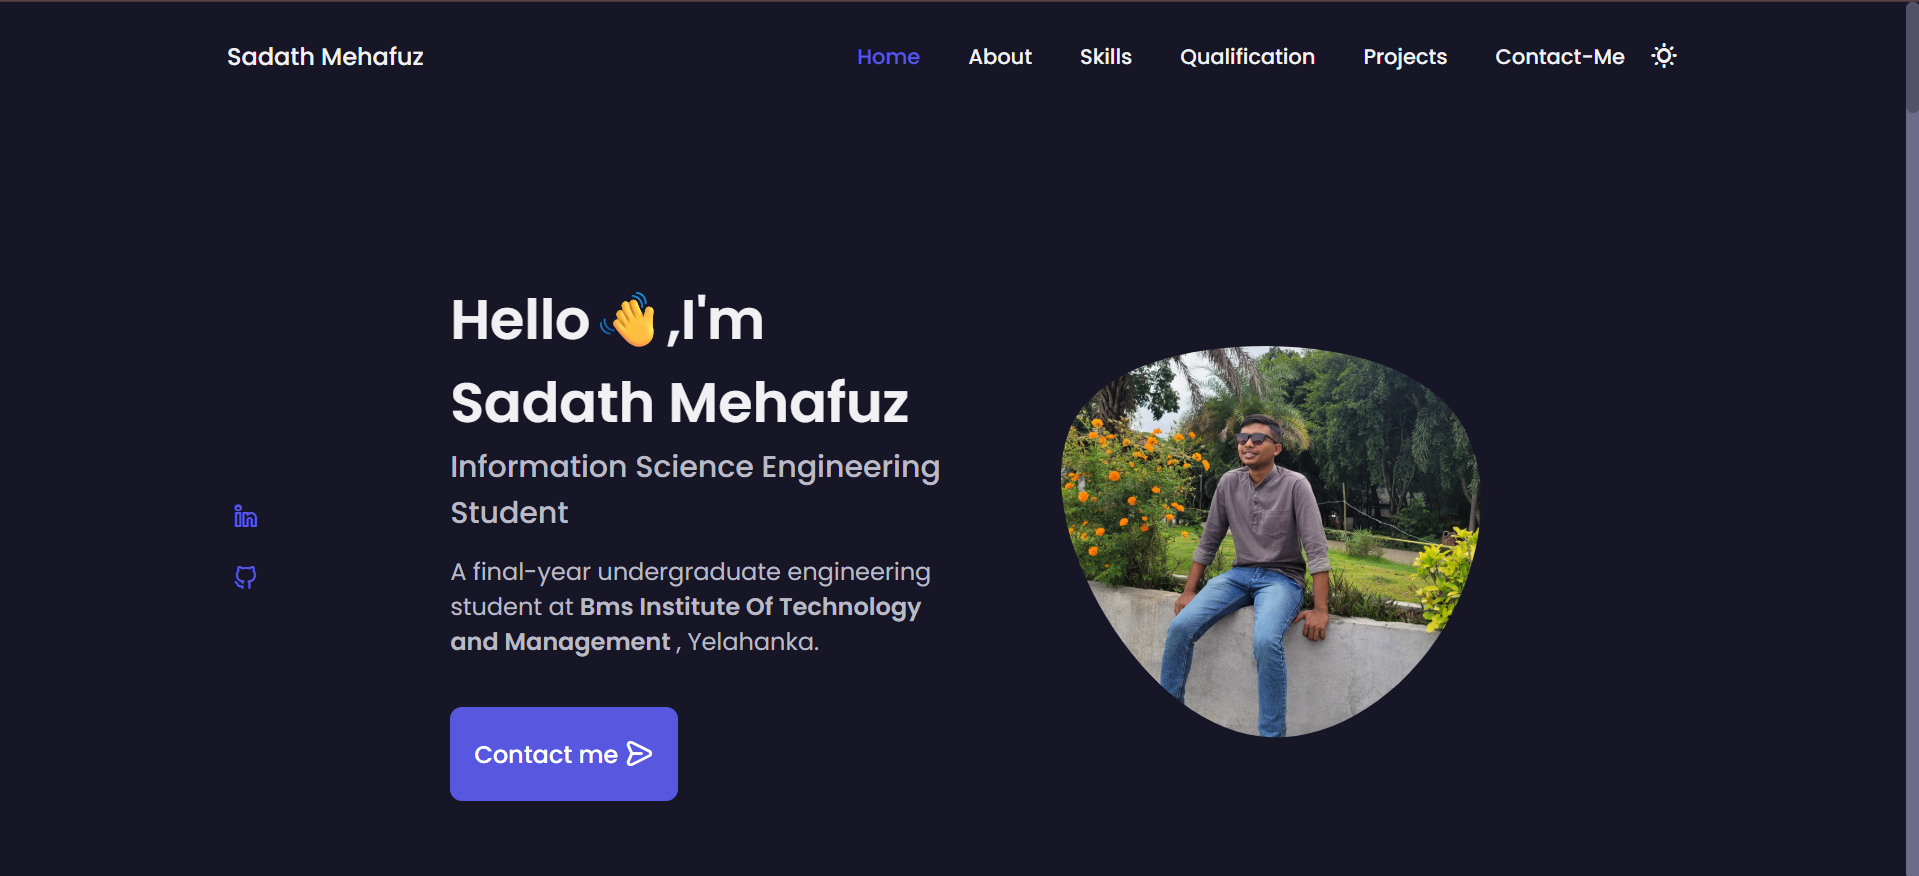 Sadath Mehafuz
Home About Skills Qualification Projects Contact-Me
Hello 👋 ,I'm
Sadath Mehafuz
Information Science Engineering
Student
A final-year undergraduate engineering
student at Bms Institute Of Technology
and Management , Yelahanka.
Contact me